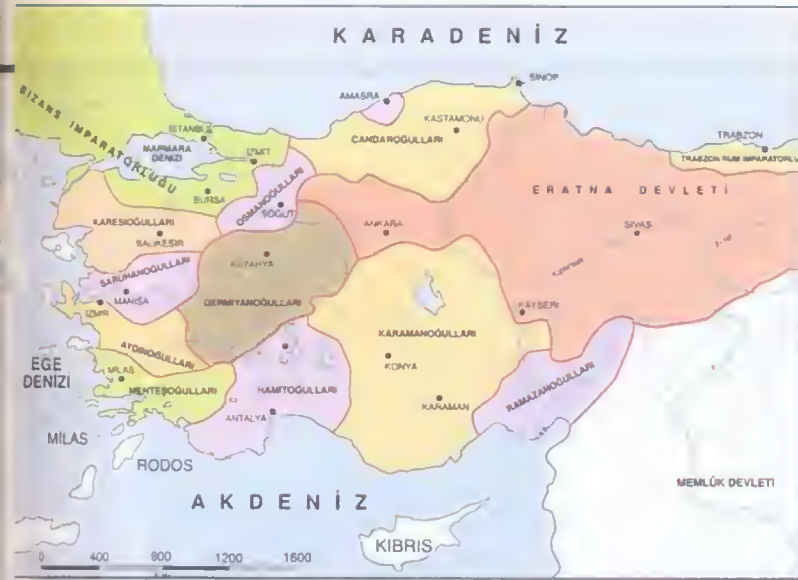 KARADENİZ
SİNOP
AMASRA
KASTAMONU
CANDAROĞULLARI
BİZANS İMPARATORLUĞU
İSTANBUL
MARMARA
DENİZİ
İZMİT
BURSA
OSMANOĞULLARI
SÖĞÜT
TRABZON
TRABZON RUM İMPARATORLU
ERATNA DEVLETİ
SİVAS
ANKARA
KARESİOĞULLARI
BALIKESİR
SARUHANOĞULLARI
MANİSA
İZMİR
KÜTAHYA
GERMİYANOĞULLARI
KAYSERİ
KARAMANOĞULLARI
KONYA
KARAMAN
AYDINOĞULLARI
EGE
DENİZİ
MİLAS
MENTEŞOĞULLARI
HAMİTOĞULLARI
ANTALYA
RAMAZANOĞULLARI
MİLAS
RODOS
MEMLÜK DEVLETİ
AKDENİZ
KIBRIS
0 400 800 1200 1600